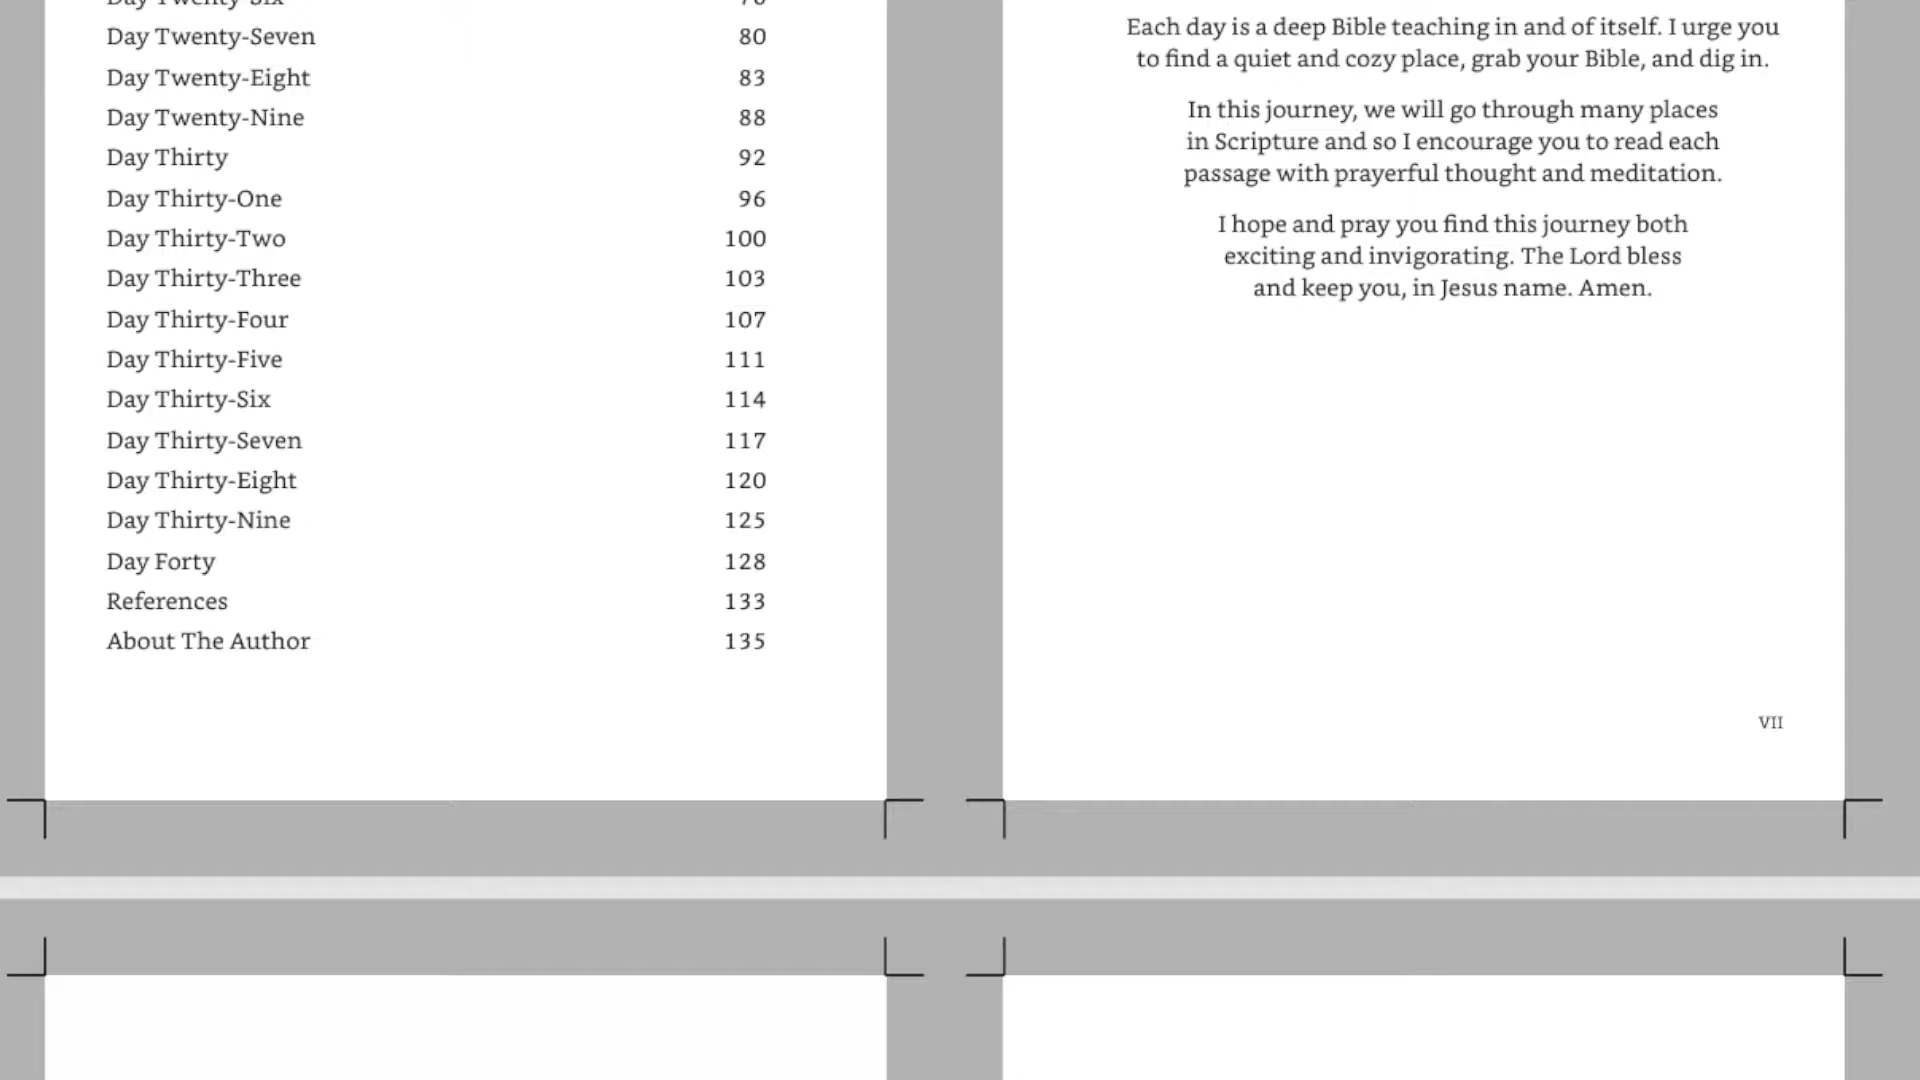 Day Twenty-Six 76
Day Twenty-Seven 80
Day Twenty-Eight 83
Day Twenty-Nine 88
Day Thirty 92
Day Thirty-One 96
Day Thirty-Two 100
Day Thirty-Three 103
Day Thirty-Four 107
Day Thirty-Five 111
Day Thirty-Six 114
Day Thirty-Seven 117
Day Thirty-Eight 120
Day Thirty-Nine 125
Day Forty 128
References 133
About The Author 135
Each day is a deep Bible teaching in and of itself. I urge you
to find a quiet and cozy place, grab your Bible, and dig in.
In this journey, we will go through many places
in Scripture and so I encourage you to read each
passage with prayerful thought and meditation.
I hope and pray you find this journey both
exciting and invigorating. The Lord bless
and keep you, in Jesus name. Amen.
VII